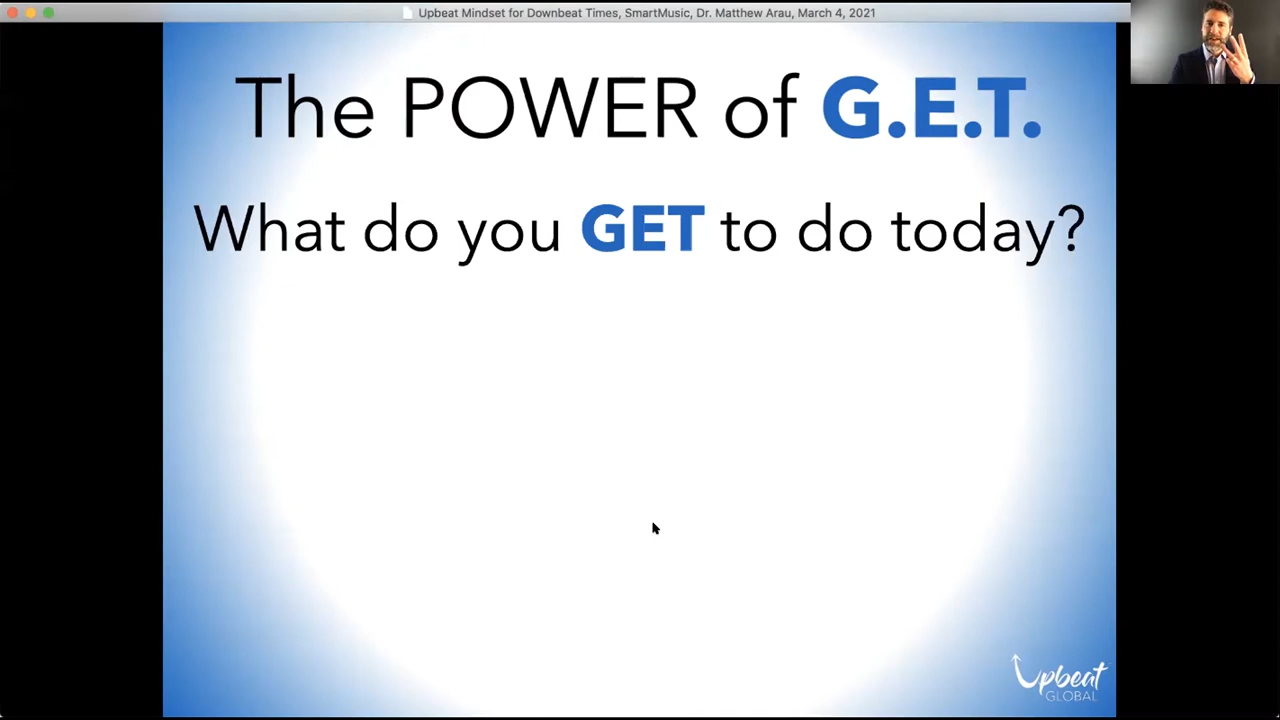 Upbeat Mindset for Downbeat Times, SmartMusic, Dr. Matthew Arau, March 4, 2021
The POWER of G.E.T.
What do you GET to do today?
Upbeat
GLOBAL